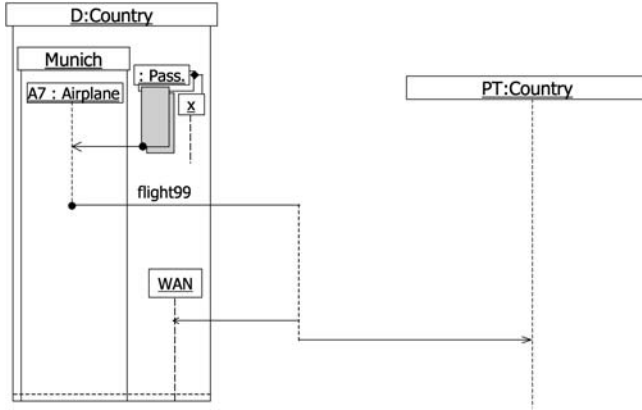 D:Country
Munich
: Pass.
A7 : Airplane
x
PT:Country
flight99
WAN